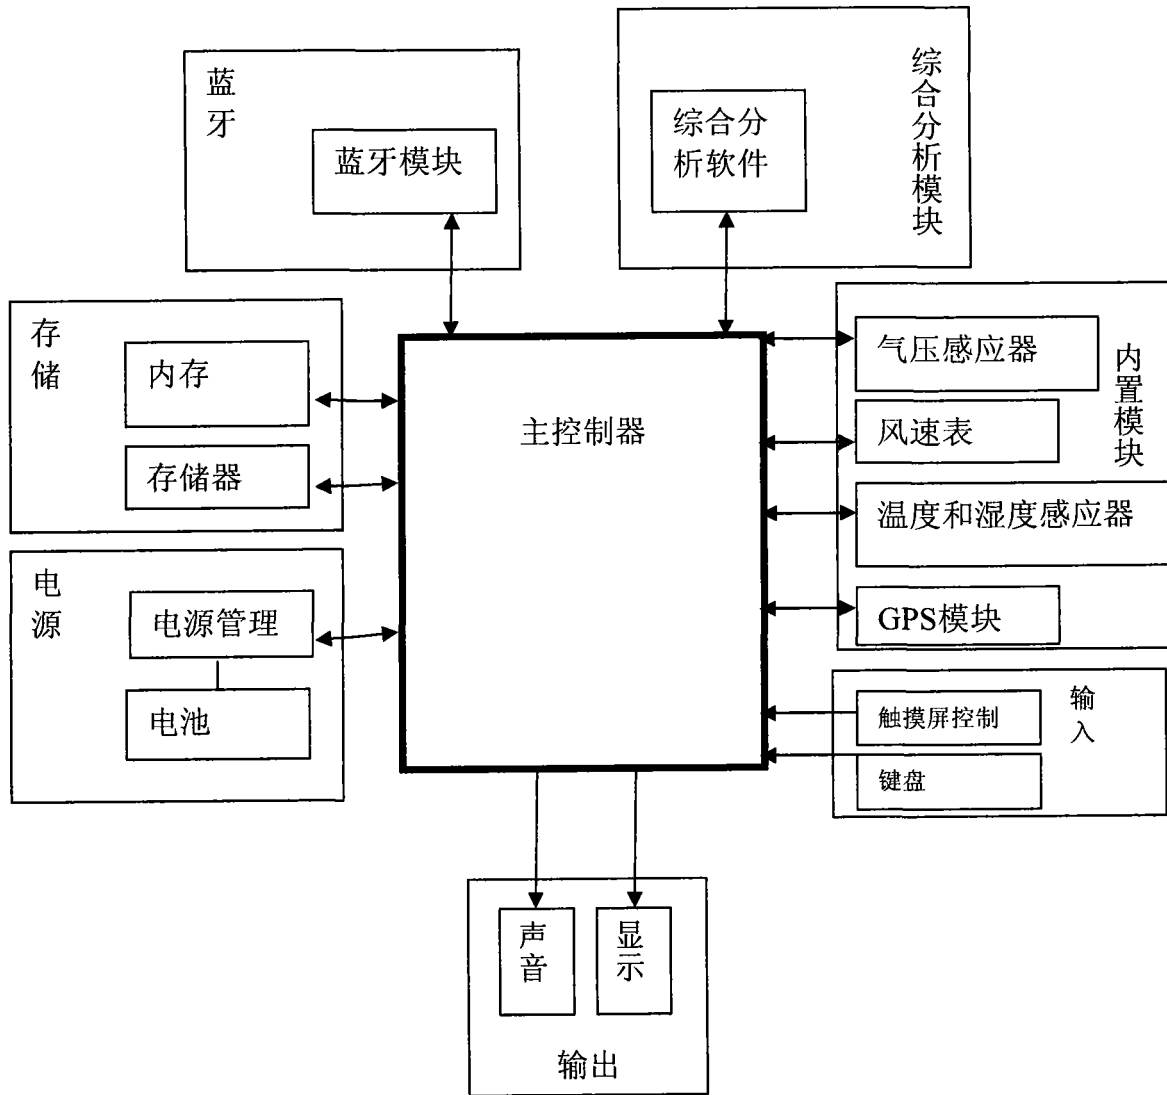 蓝牙
蓝牙模块
综合分析模块
综合分
析软件
存储
内存
存储器
电源
电源管理
电池
主控制器
内置模块
气压感应器
风速表
温度和湿度感应器
GPS模块
输入
触摸屏控制
键盘
声音
显示
输出